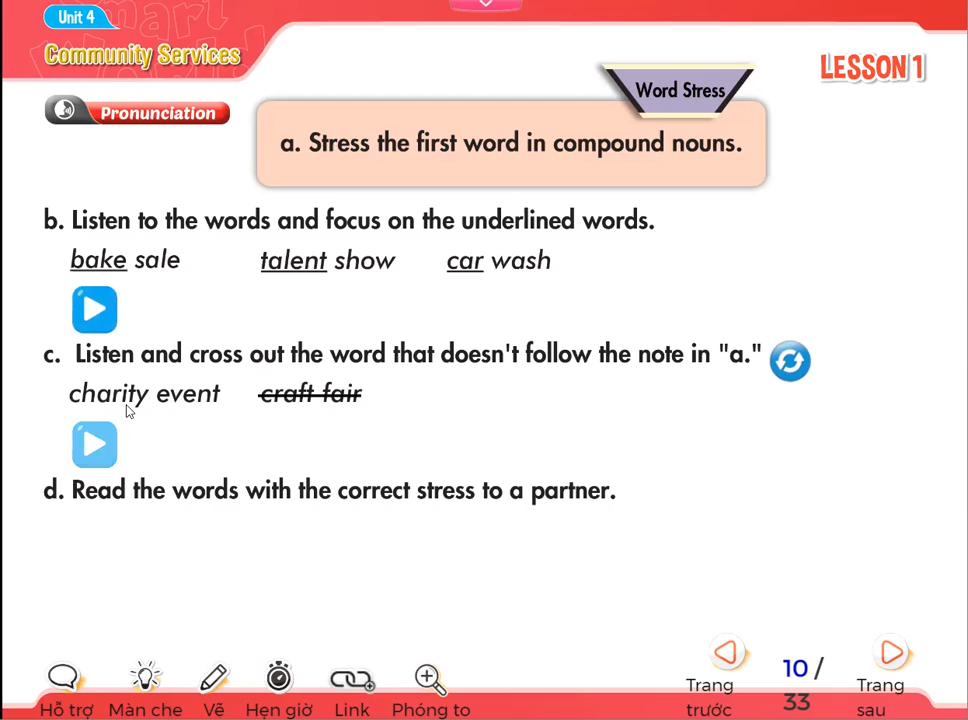 Unit 4
Community Services
LESSON 1
Word Stress
Pronunciation
a. Stress the first word in compound nouns.
b. Listen to the words and focus on the underlined words.
bake sale talent show car wash
c. Listen and cross out the word that doesn't follow the note in "a."
charity event craft fair
d. Read the words with the correct stress to a partner.
Hỗ trợ Màn che Vẽ Hẹn giờ Link Phóng to
Trang trước
10 / 33
Trang sau